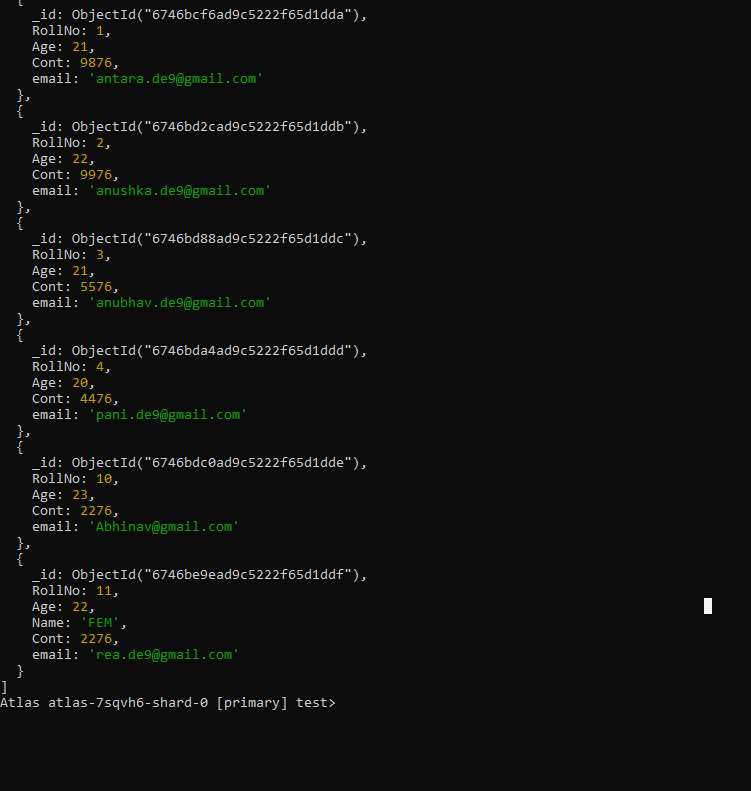 {
_id: ObjectId("6746bcf6ad9c5222f65d1dda"),
RollNo: 1,
Age: 21,
Cont: 9876,
email: 'antara.de9@gmail.com'
},
{
_id: ObjectId("6746bd2cad9c5222f65d1ddb"),
RollNo: 2,
Age: 22,
Cont: 9976,
email: 'anushka.de9@gmail.com'
},
{
_id: ObjectId("6746bd88ad9c5222f65d1ddc"),
RollNo: 3,
Age: 21,
Cont: 5576,
email: 'anubhav.de9@gmail.com'
},
{
_id: ObjectId("6746bda4ad9c5222f65d1ddd"),
RollNo: 4,
Age: 20,
Cont: 4476,
email: 'pani.de9@gmail.com'
},
{
_id: ObjectId("6746bdc0ad9c5222f65d1dde"),
RollNo: 10,
Age: 23,
Cont: 2276,
email: 'Abhinav@gmail.com'
},
{
_id: ObjectId("6746be9ead9c5222f65d1ddf"),
RollNo: 11,
Age: 22,
Name: 'FEM',
Cont: 2276,
email: 'rea.de9@gmail.com'
}
]
Atlas atlas-7sqvh6-shard-0 [primary] test>